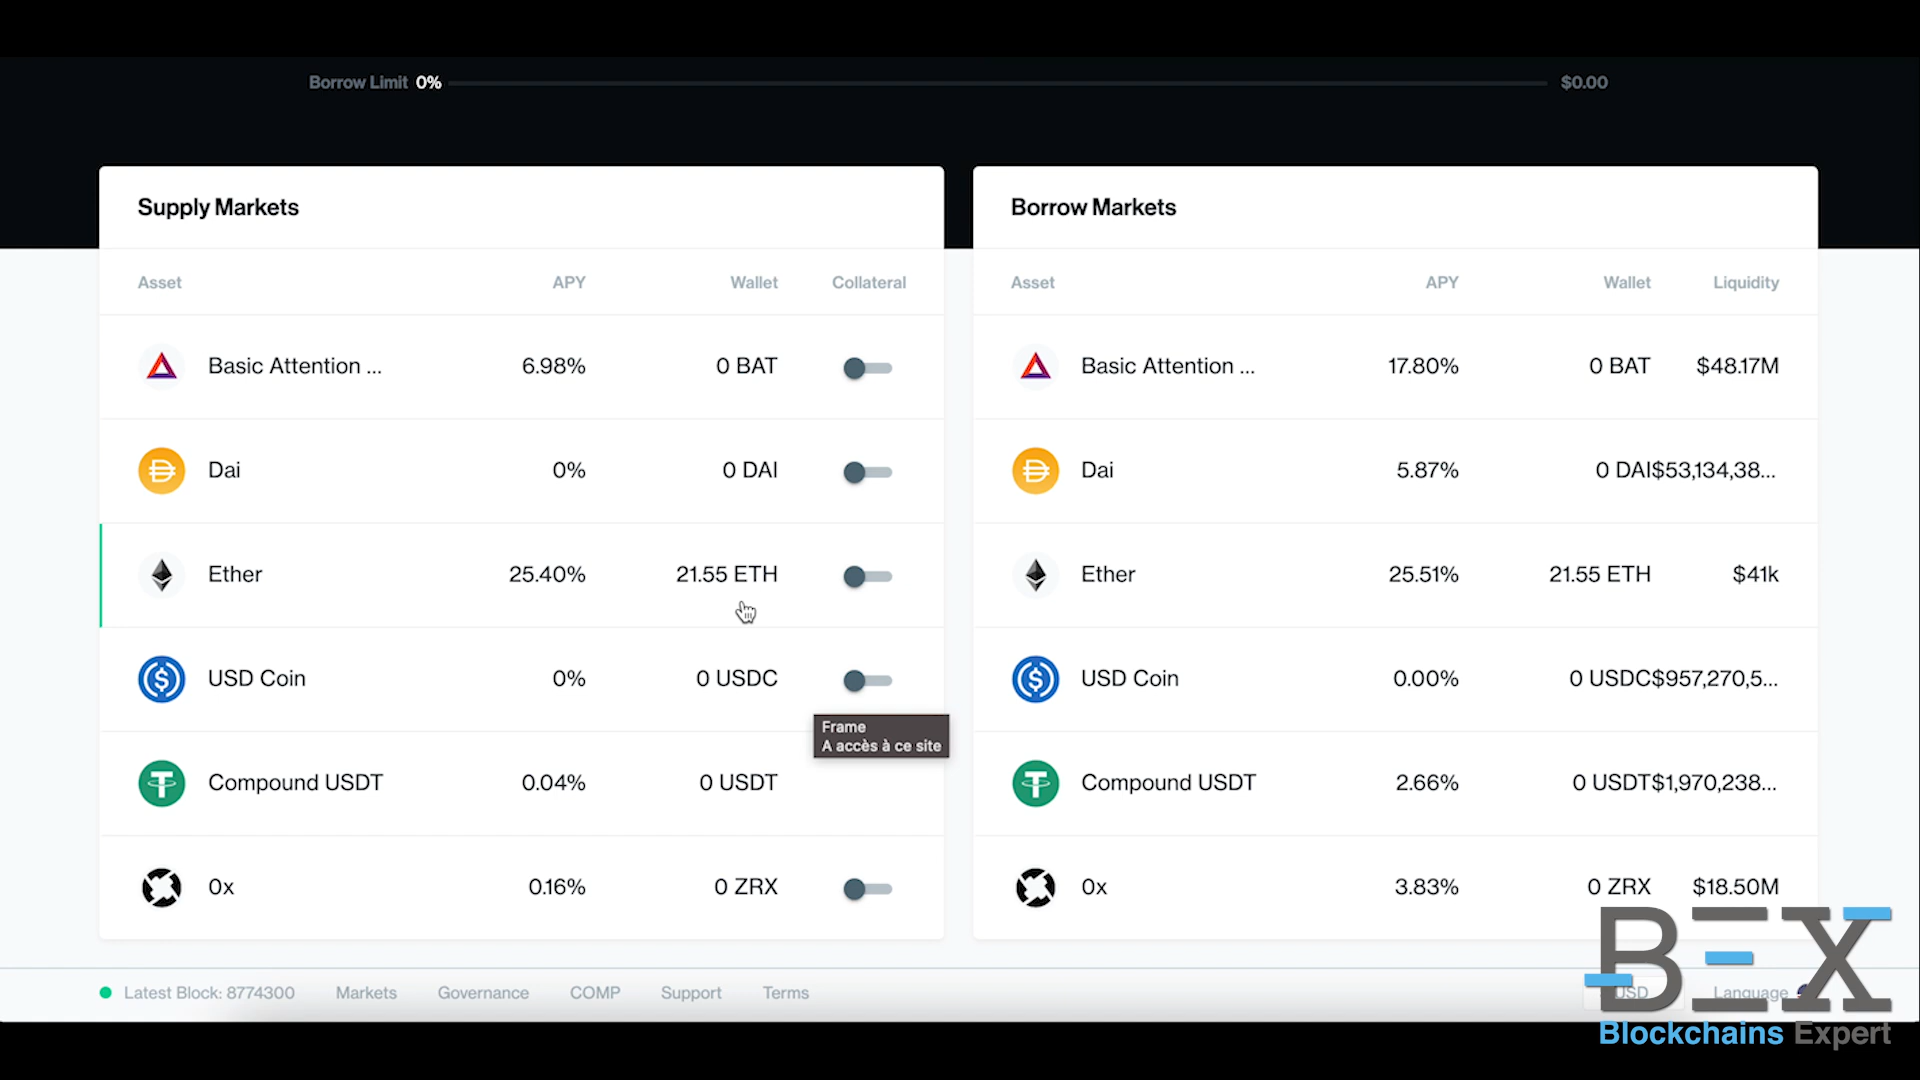 Borrow Limit 0% $0.00
Supply Markets
Asset APY Wallet Collateral
Basic Attention ... 6.98% 0 BAT
Dai 0% 0 DAI
Ether 25.40% 21.55 ETH
USD Coin 0% 0 USDC
Frame
A accès à ce site
Compound USDT 0.04% 0 USDT
0x 0.16% 0 ZRX
Borrow Markets
Asset APY Wallet Liquidity
Basic Attention ... 17.80% 0 BAT $48.17M
Dai 5.87% 0 DAI$53,134,38...
Ether 25.51% 21.55 ETH $41k
USD Coin 0.00% 0 USDC$957,270,5...
Compound USDT 2.66% 0 USDT$1,970,238...
0x 3.83% 0 ZRX $18.50M
Latest Block: 8774300 Markets Governance COMP Support Terms USD Language
BEX
Blockchains Expert